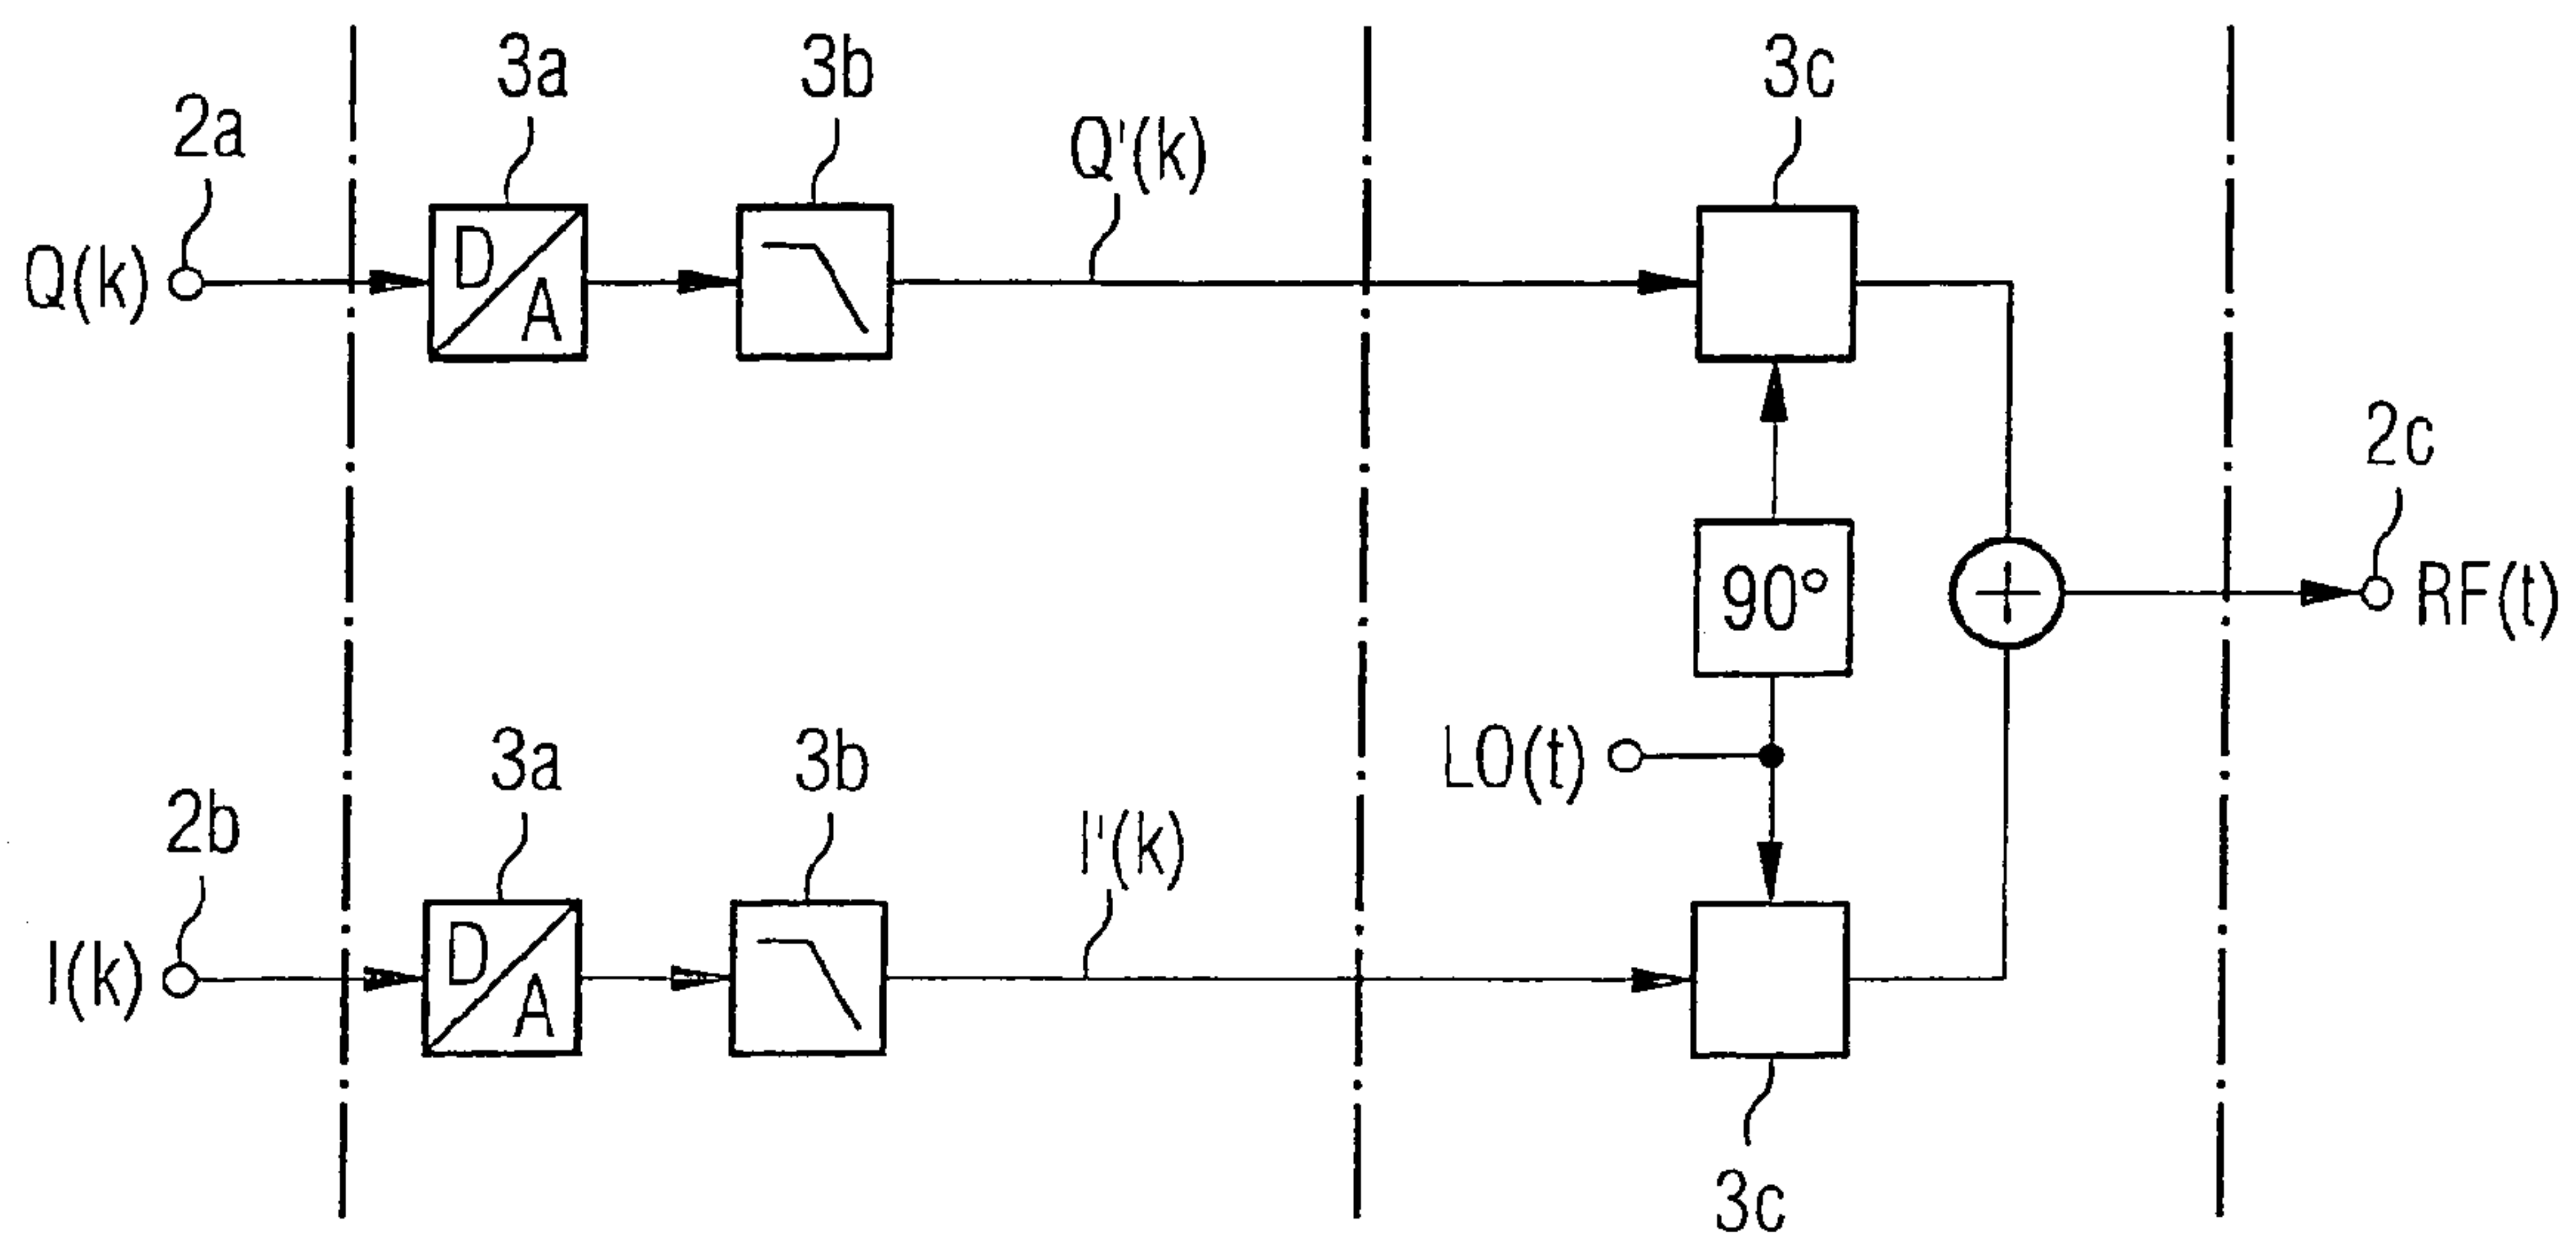 3a
3b
3c
2a
Q'(k)
Q(k)
D
A
2c
90°
+
RF(t)
LO(t)
3a
3b
2b
I'(k)
I(k)
D
A
3c